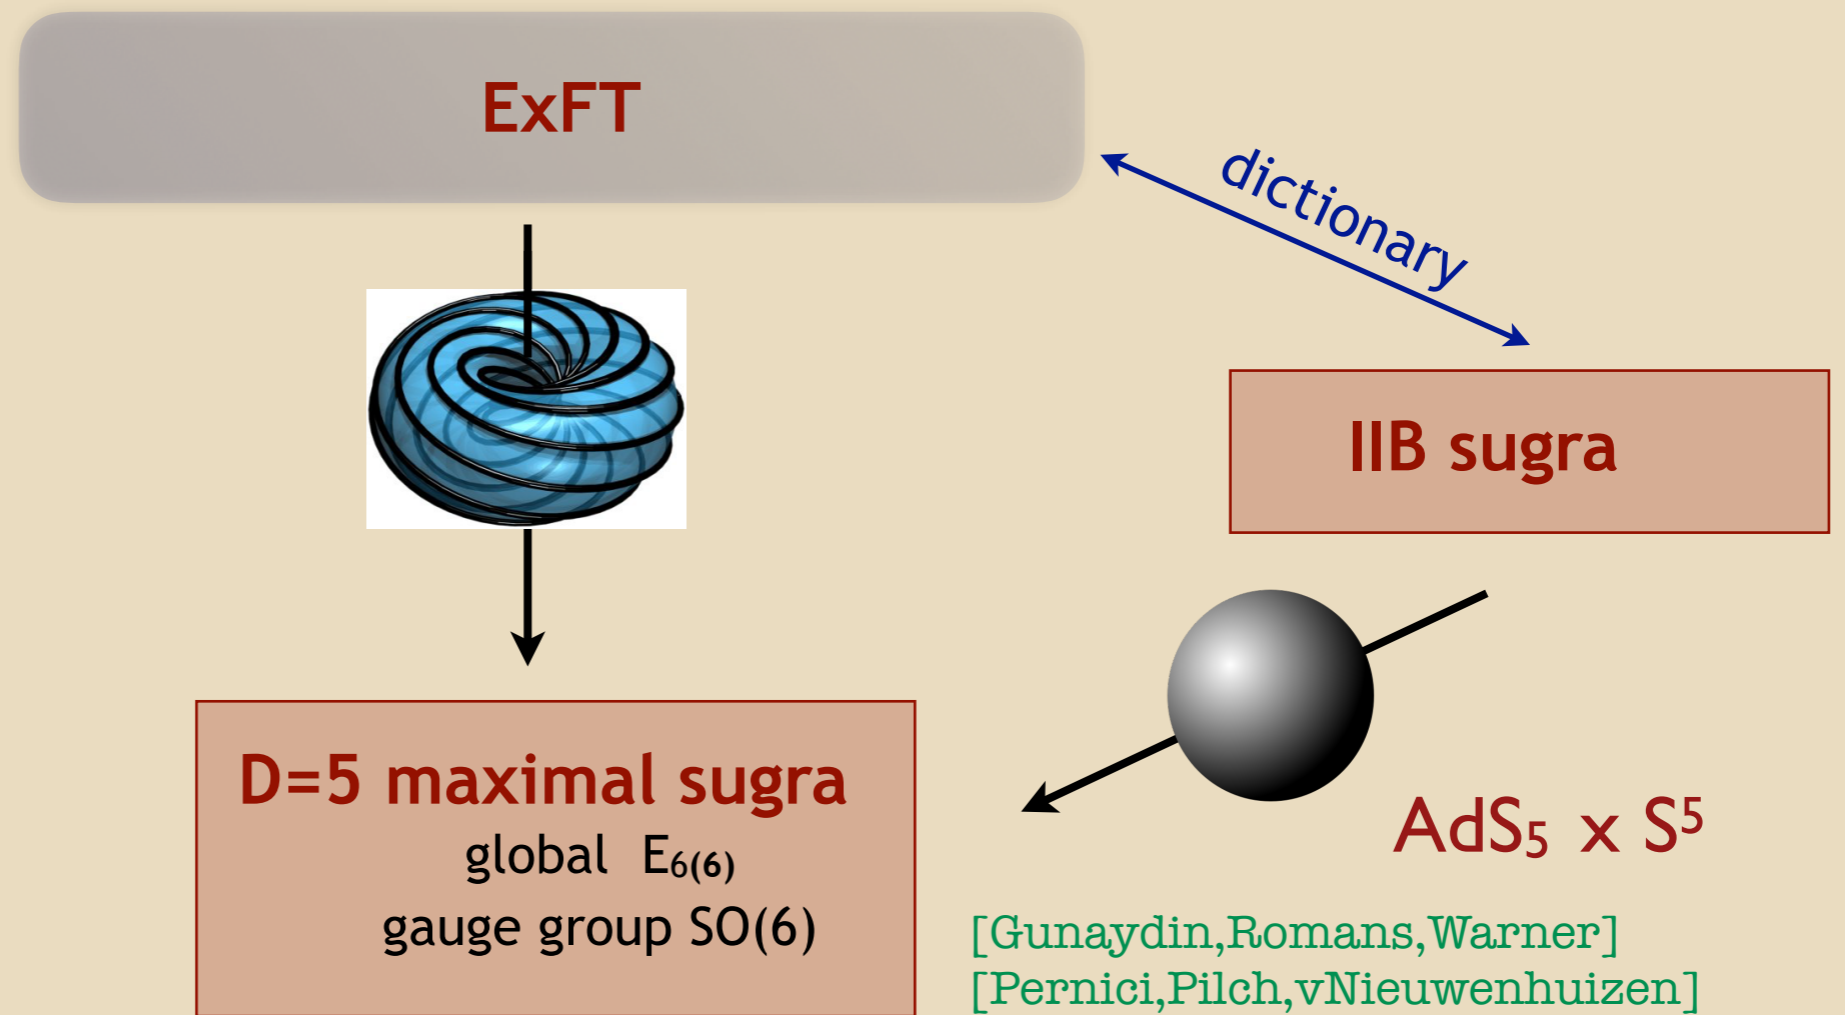 ExFT
dictionary
IIB sugra
D=5 maximal sugra
global E₆₍₆₎
gauge group SO(6)
AdS₅ x S⁵
[Gunaydin,Romans,Warner]
[Pernici,Pilch,vNieuwenhuizen]